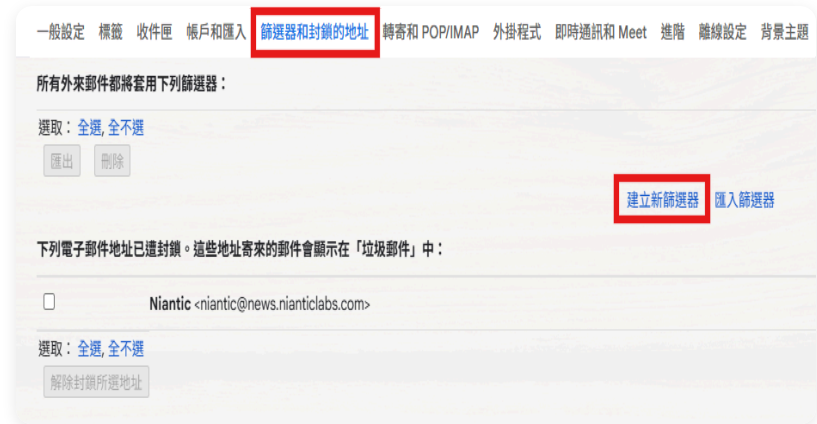 一般設定 標籤 收件匣 帳戶和匯入 篩選器和封鎖的地址 轉寄和 POP/IMAP 外掛程式 即時通訊和 Meet 進階 離線設定 背景主題
所有外來郵件都將套用下列篩選器：
選取： 全選, 全不選
匯出 刪除
建立新篩選器 匯入篩選器
下列電子郵件地址已遭封鎖。這些地址寄來的郵件會顯示在「垃圾郵件」中：
Niantic <niantic@news.nianticlabs.com>
選取： 全選, 全不選
解除封鎖所選地址